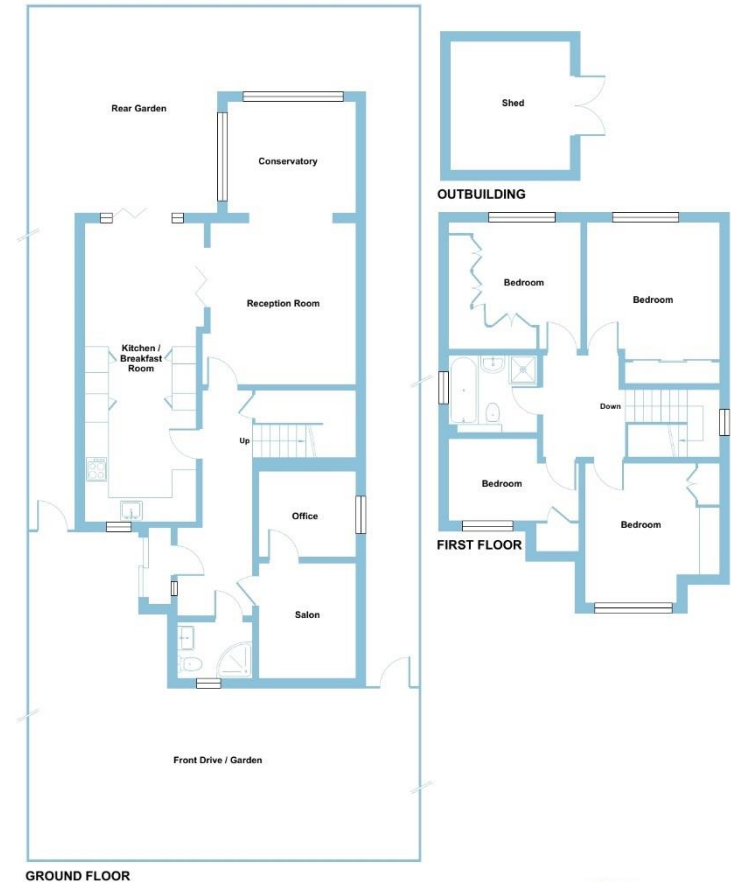 Rear Garden
Conservatory
Reception Room
Kitchen /
Breakfast
Room
Up
Office
Salon
Front Drive / Garden
GROUND FLOOR
Shed
OUTBUILDING
Bedroom
Bedroom
Down
Bedroom
Bedroom
FIRST FLOOR